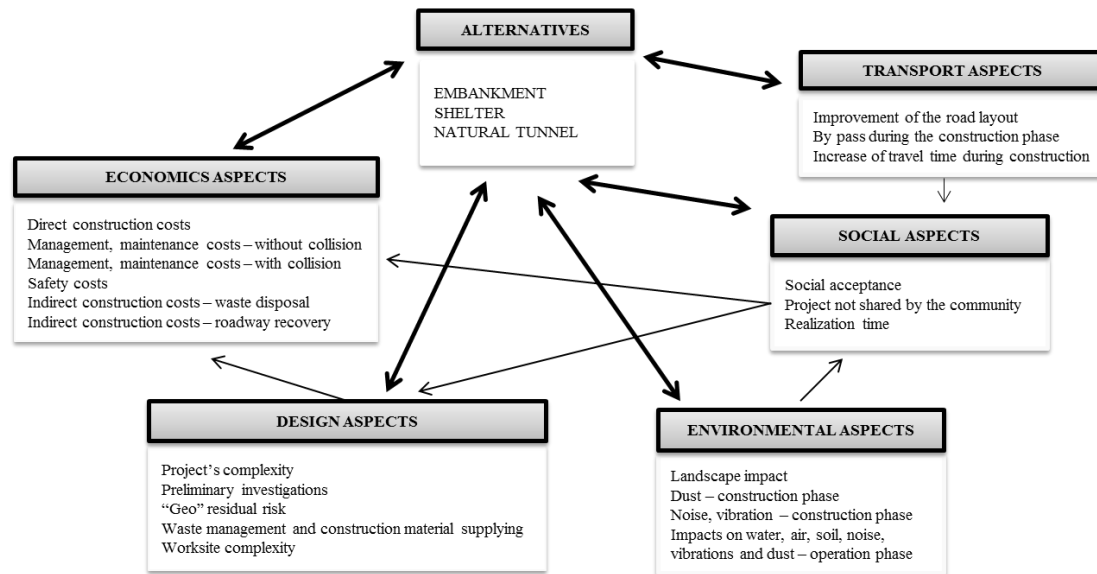 ALTERNATIVES
EMBANKMENT
SHELTER
NATURAL TUNNEL
TRANSPORT ASPECTS
Improvement of the road layout
By pass during the construction phase
Increase of travel time during construction
ECONOMICS ASPECTS
Direct construction costs
Management, maintenance costs – without collision
Management, maintenance costs – with collision
Safety costs
Indirect construction costs – waste disposal
Indirect construction costs – roadway recovery
SOCIAL ASPECTS
Social acceptance
Project not shared by the community
Realization time
DESIGN ASPECTS
Project’s complexity
Preliminary investigations
“Geo” residual risk
Waste management and construction material supplying
Worksite complexity
ENVIRONMENTAL ASPECTS
Landscape impact
Dust – construction phase
Noise, vibration – construction phase
Impacts on water, air, soil, noise,
vibrations and dust – operation phase